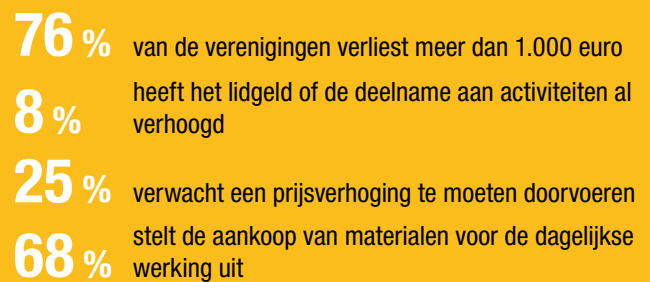 76 % van de verenigingen verliest meer dan 1.000 euro
8 % heeft het lidgeld of de deelname aan activiteiten al
verhoogd
25 % verwacht een prijsverhoging te moeten doorvoeren
68 % stelt de aankoop van materialen voor de dagelijkse
werking uit